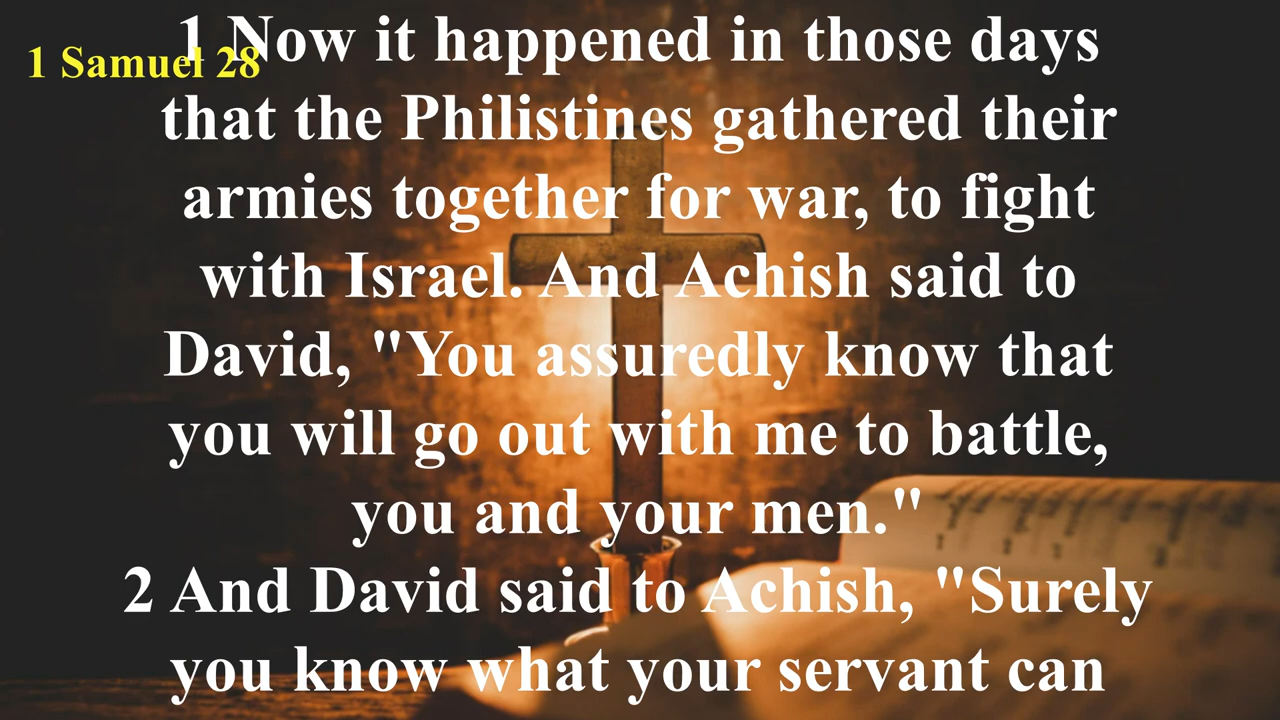 1 Samuel 28
1 Now it happened in those days
that the Philistines gathered their
armies together for war, to fight
with Israel. And Achish said to
David, "You assuredly know that
you will go out with me to battle,
you and your men."
2 And David said to Achish, "Surely
you know what your servant can